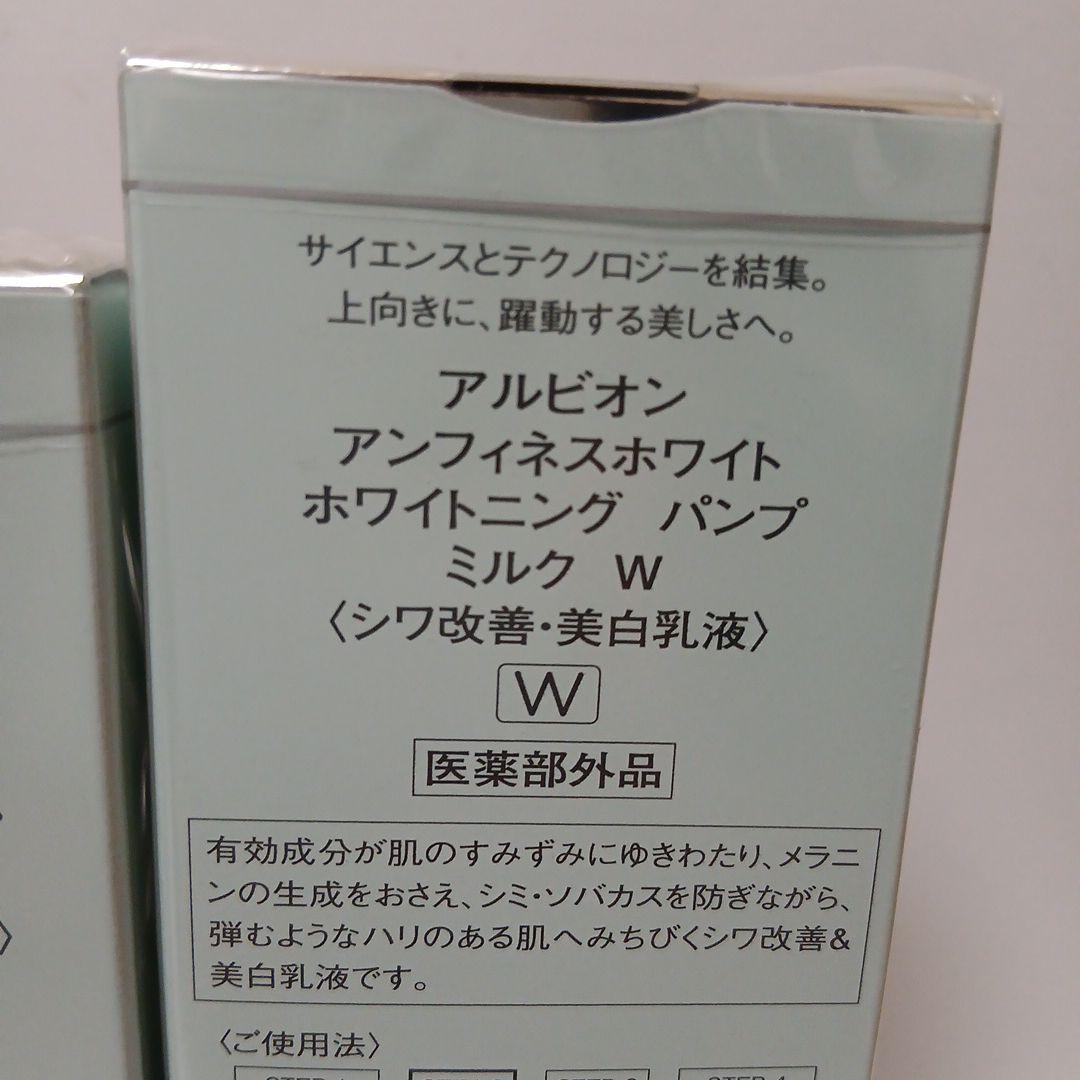 サイエンスとテクノロジーを結集。
上向きに、躍動する美しさへ。
アルビオン
アンフィネスホワイト
ホワイトニング パンプ
ミルク W
〈シワ改善・美白乳液〉
W
医薬部外品
有効成分が肌のすみずみにゆきわたり、メラニ
ンの生成をおさえ、シミ・ソバカスを防ぎながら、
弾むようなハリのある肌へみちびくシワ改善&
美白乳液です。
〈ご使用法〉